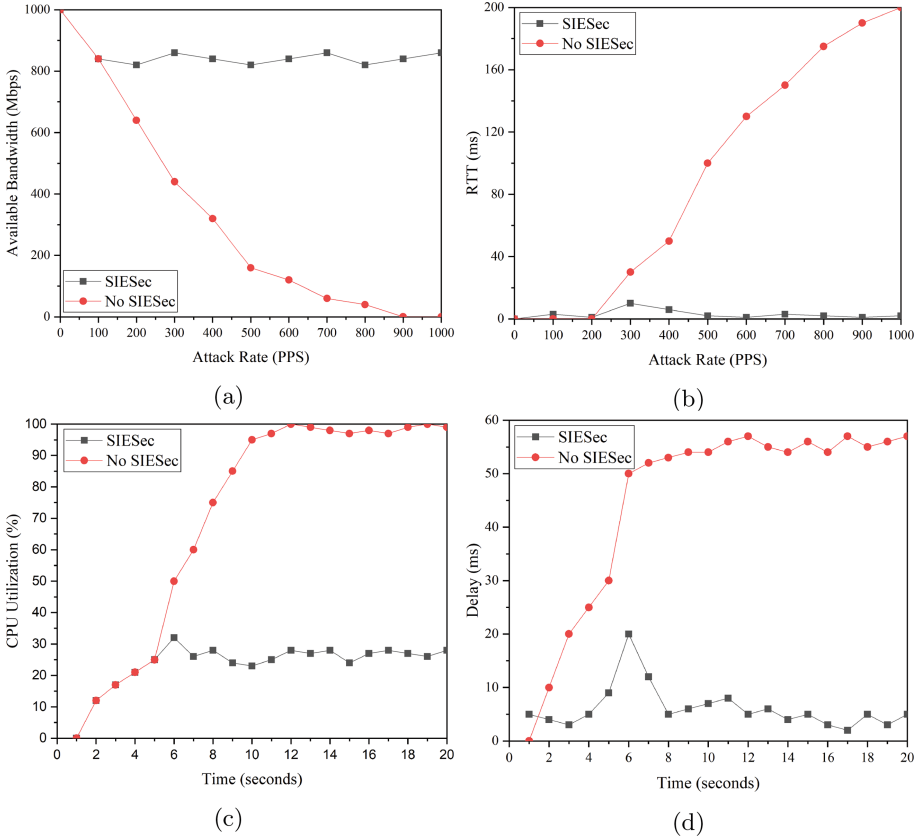 1000
800
600
400
200
0
Available Bandwidth (Mbps)
SIESec
No SIESec
0 100 200 300 400 500 600 700 800 900 1000
Attack Rate (PPS)
(a)
200
160
120
80
40
0
RTT (ms)
SIESec
No SIESec
0 100 200 300 400 500 600 700 800 900 1000
Attack Rate (PPS)
(b)
100
90
80
70
60
50
40
30
20
10
0
CPU Utilization (%)
SIESec
No SIESec
0 2 4 6 8 10 12 14 16 18 20
Time (seconds)
(c)
60
50
40
30
20
10
0
Delay (ms)
SIESec
No SIESec
0 2 4 6 8 10 12 14 16 18 20
Time (seconds)
(d)